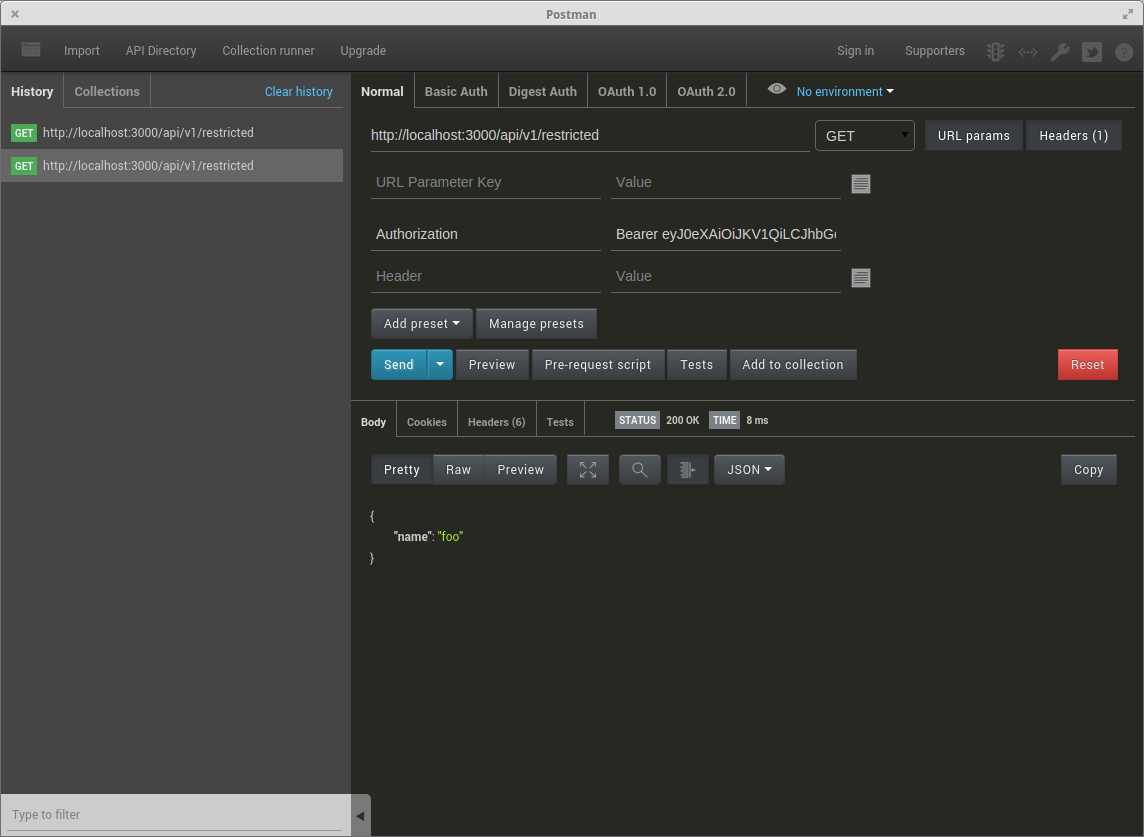 Postman
Import API Directory Collection runner Upgrade Sign in Supporters
History Collections Clear history
GET http://localhost:3000/api/v1/restricted
GET http://localhost:3000/api/v1/restricted
Type to filter
Normal Basic Auth Digest Auth OAuth 1.0 OAuth 2.0 No environment
http://localhost:3000/api/v1/restricted GET URL params Headers (1)
URL Parameter Key Value
Authorization Bearer eyJ0eXAiOiJKV1QiLCJhbG
Header Value
Add preset Manage presets
Send Preview Pre-request script Tests Add to collection Reset
Body Cookies Headers (6) Tests STATUS 200 OK TIME 8 ms
Pretty Raw Preview JSON Copy
{
"name": "foo"
}